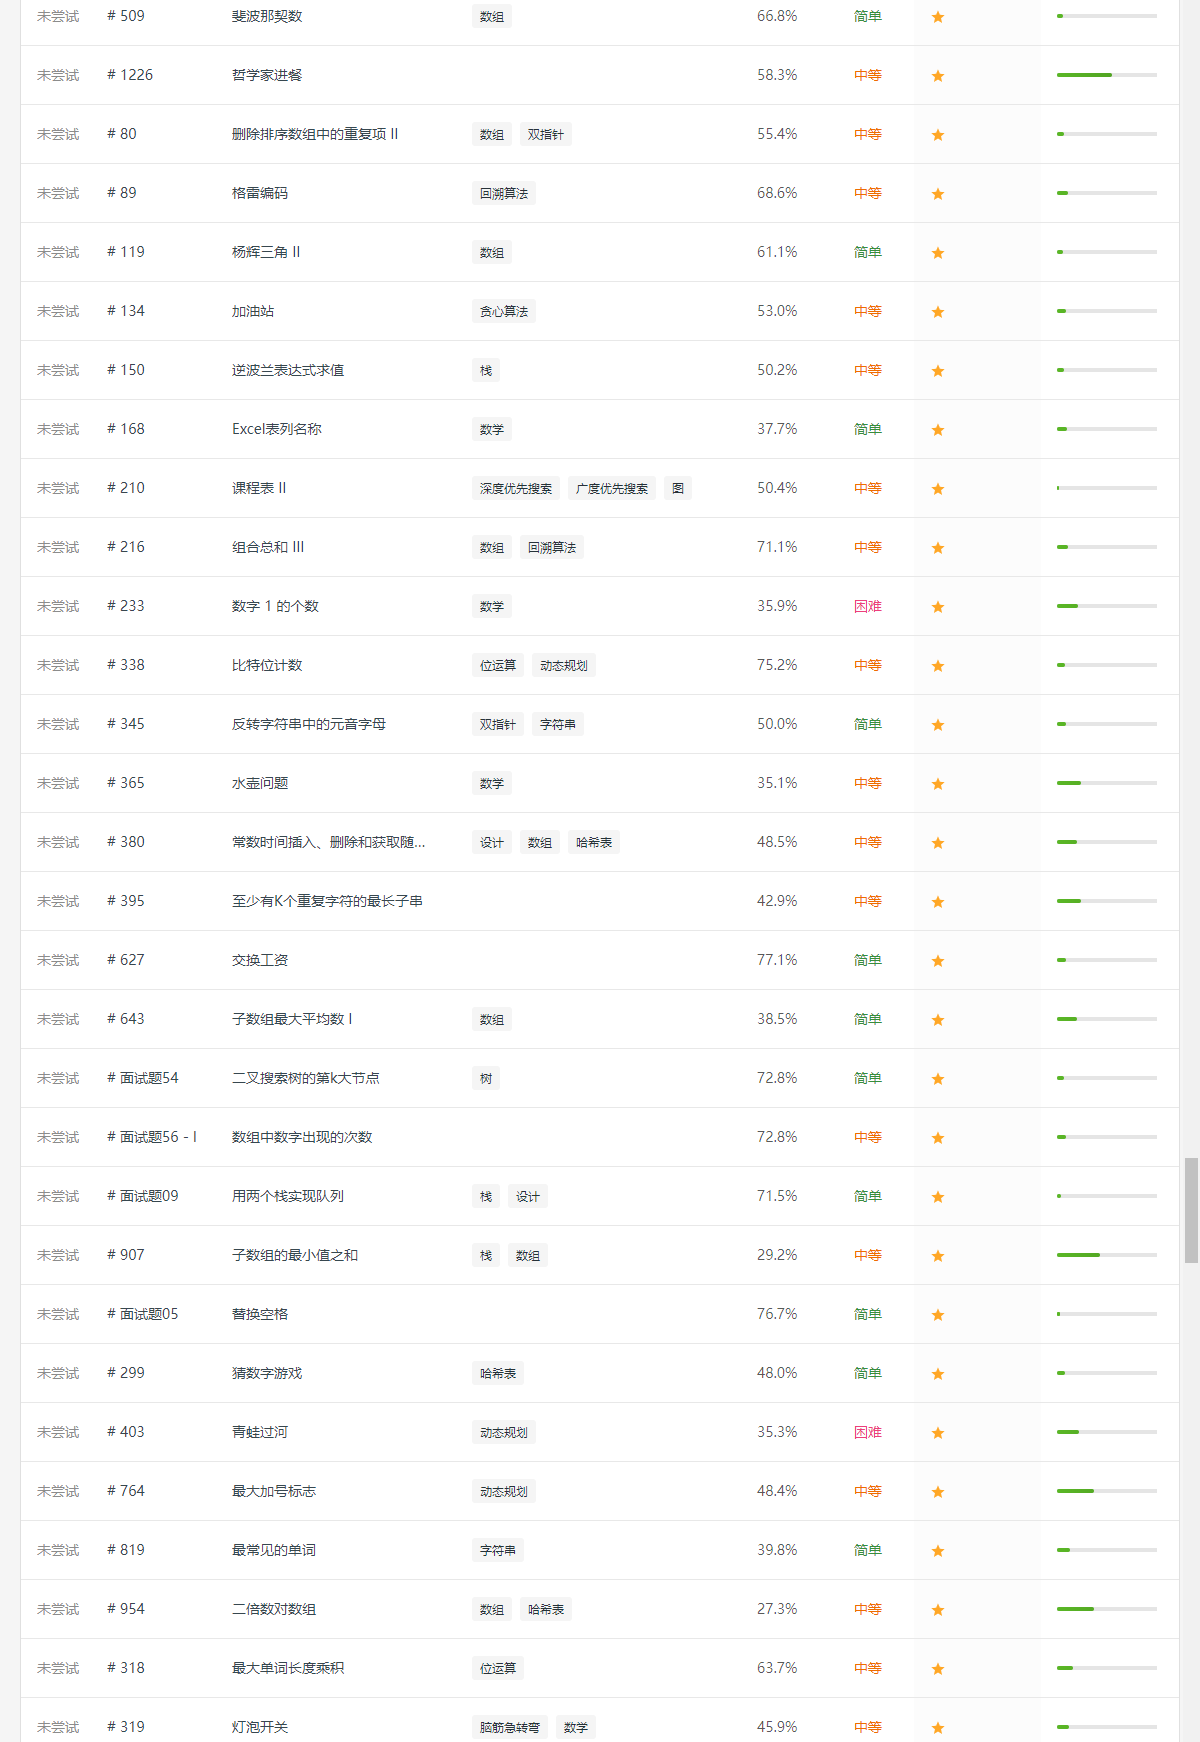 未尝试 # 509 斐波那契数 数组 66.8% 简单
未尝试 # 1226 哲学家进餐 58.3% 中等
未尝试 # 80 删除排序数组中的重复项 II 数组 双指针 55.4% 中等
未尝试 # 89 格雷编码 回溯算法 68.6% 中等
未尝试 # 119 杨辉三角 II 数组 61.1% 简单
未尝试 # 134 加油站 贪心算法 53.0% 中等
未尝试 # 150 逆波兰表达式求值 栈 50.2% 中等
未尝试 # 168 Excel表列名称 数学 37.7% 简单
未尝试 # 210 课程表 II 深度优先搜索 广度优先搜索 图 50.4% 中等
未尝试 # 216 组合总和 III 数组 回溯算法 71.1% 中等
未尝试 # 233 数字 1 的个数 数学 35.9% 困难
未尝试 # 338 比特位计数 位运算 动态规划 75.2% 中等
未尝试 # 345 反转字符串中的元音字母 双指针 字符串 50.0% 简单
未尝试 # 365 水壶问题 数学 35.1% 中等
未尝试 # 380 常数时间插入、删除和获取随... 设计 数组 哈希表 48.5% 中等
未尝试 # 395 至少有K个重复字符的最长子串 42.9% 中等
未尝试 # 627 交换工资 77.1% 简单
未尝试 # 643 子数组最大平均数 I 数组 38.5% 简单
未尝试 # 面试题54 二叉搜索树的第k大节点 树 72.8% 简单
未尝试 # 面试题56 - I 数组中数字出现的次数 72.8% 中等
未尝试 # 面试题09 用两个栈实现队列 栈 设计 71.5% 简单
未尝试 # 907 子数组的最小值之和 栈 数组 29.2% 中等
未尝试 # 面试题05 替换空格 76.7% 简单
未尝试 # 299 猜数字游戏 哈希表 48.0% 简单
未尝试 # 403 青蛙过河 动态规划 35.3% 困难
未尝试 # 764 最大加号标志 动态规划 48.4% 中等
未尝试 # 819 最常见的单词 字符串 39.8% 简单
未尝试 # 954 二倍数对数组 数组 哈希表 27.3% 中等
未尝试 # 318 最大单词长度乘积 位运算 63.7% 中等
未尝试 # 319 灯泡开关 脑筋急转弯 数学 45.9% 中等